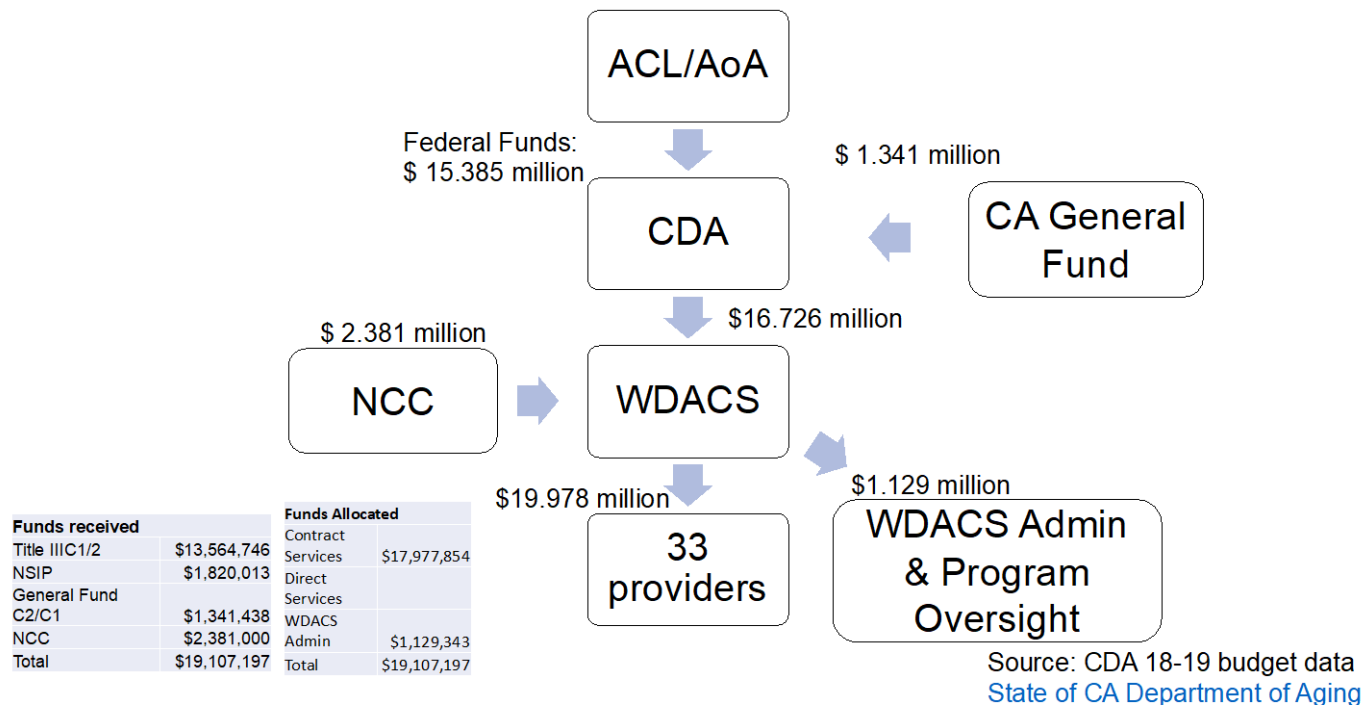 ACL/AoA
Federal Funds:
$ 15.385 million
$ 1.341 million
CDA
CA General
Fund
$16.726 million
$ 2.381 million
NCC
WDACS
$19.978 million
$1.129 million
33
providers
WDACS Admin
& Program
Oversight
Funds received
Title IIIC1/2 $13,564,746
NSIP $1,820,013
General Fund
C2/C1 $1,341,438
NCC $2,381,000
Total $19,107,197
Funds Allocated
Contract
Services $17,977,854
Direct
Services
WDACS
Admin $1,129,343
Total $19,107,197
Source: CDA 18-19 budget data
State of CA Department of Aging